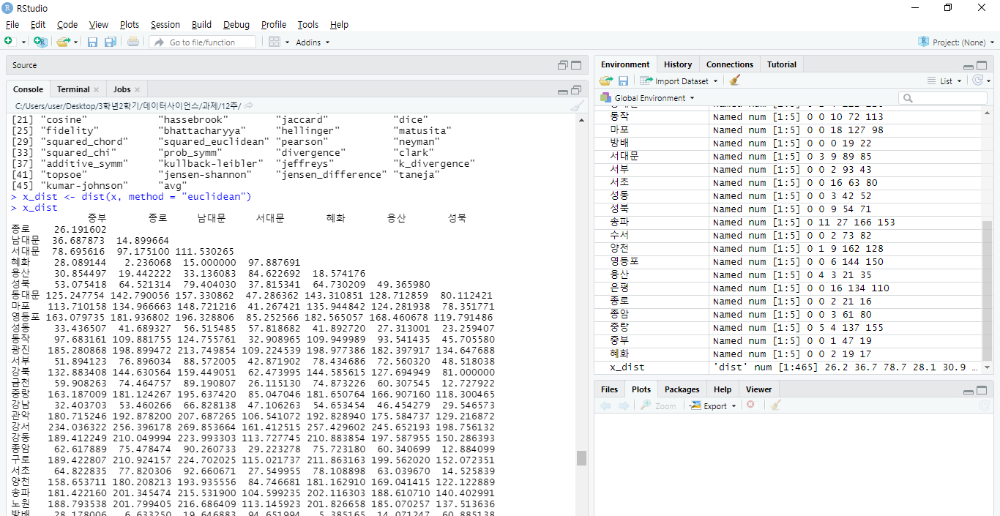 RStudio
File Edit Code View Plots Session Build Debug Profile Tools Help
Go to file/function Addins Project: (None)
Source
Console Terminal Jobs
C:/Users/user/Desktop/3학년2학기/데이터사이언스/과제/12주/
[21] "cosine" "hassebrook" "jaccard" "dice"
[25] "fidelity" "bhattacharyya" "hellinger" "matusita"
[29] "squared_chord" "squared_euclidean" "pearson" "neyman"
[33] "squared_chi" "prob_symm" "divergence" "clark"
[37] "additive_symm" "kullback-leibler" "jeffreys" "k_divergence"
[41] "topsoe" "jensen-shannon" "jensen_difference" "taneja"
[45] "kumar-johnson" "avg"
> x_dist <- dist(x, method = "euclidean")
> x_dist
중부 종로 남대문 서대문 혜화 용산 성북
종로 26.191602
남대문 36.687873 14.899664
서대문 78.695616 97.175100 111.530265
혜화 28.089144 2.236068 15.000000 97.887691
용산 30.854497 19.442222 33.136083 84.622692 18.574176
성북 53.075418 64.521314 79.404030 37.815341 64.730209 49.365980
동대문 125.247754 142.790056 157.330862 47.286362 143.310851 128.712859 80.112421
마포 113.710158 134.966663 148.721216 41.267421 135.944842 124.281938 78.351771
영등포 163.079735 181.936802 196.328806 85.252566 182.565057 168.460678 119.791486
성동 33.436507 41.689327 56.515485 57.818682 41.892720 27.313001 23.259407
동작 97.683161 109.881755 124.755761 32.908965 109.949989 93.541435 45.705580
광진 185.280868 198.899472 213.749854 109.224539 198.977386 182.397917 134.647688
서부 51.894123 76.896034 88.572005 42.871902 78.434686 72.560320 48.518038
강북 132.883408 144.630564 159.449051 62.473995 144.585615 127.694949 81.000000
금천 59.908263 74.464757 89.190807 26.115130 74.873226 60.307545 12.727922
중랑 163.187009 181.124267 195.637420 85.047046 181.650764 166.907160 118.300465
강남 32.403703 53.460266 66.828138 47.106263 54.653454 46.454279 29.546573
관악 180.715246 192.878200 207.687265 106.541072 192.828940 175.584737 129.216872
강서 234.036322 256.396178 269.853664 161.412515 257.429602 245.652193 198.756132
강동 189.412249 210.049994 223.993303 113.727745 210.883854 197.587955 150.286393
종암 62.617889 75.478474 90.260733 29.223278 75.723180 60.340699 12.884099
구로 189.422807 210.924157 224.702025 115.021737 211.863163 199.562020 152.072351
서초 64.822835 77.820306 92.660671 27.549955 78.108898 63.039670 14.525839
양천 158.653711 180.208213 193.935556 84.746681 181.162910 169.041415 122.122889
송파 181.422160 201.345474 215.531900 104.599235 202.116303 188.610710 140.402991
노원 188.793538 201.799405 216.686409 113.145923 201.826658 185.070257 137.513636
방배 28.178006 6.633250 19.646883 94.651994 5.385165 14.071247 60.885138
Environment History Connections Tutorial
Import Dataset List
Global Environment
동작 Named num [1:5] 0 0 10 72 113
마포 Named num [1:5] 0 0 18 127 98
방배 Named num [1:5] 0 0 0 19 22
서대문 Named num [1:5] 0 3 9 89 85
서부 Named num [1:5] 0 0 2 93 43
서초 Named num [1:5] 0 0 16 63 80
성동 Named num [1:5] 0 0 3 42 52
성북 Named num [1:5] 0 0 9 54 71
송파 Named num [1:5] 0 11 27 166 153
수서 Named num [1:5] 0 0 2 73 82
양천 Named num [1:5] 0 1 9 162 128
영등포 Named num [1:5] 0 0 6 144 150
용산 Named num [1:5] 0 4 3 21 35
은평 Named num [1:5] 0 0 16 134 110
종로 Named num [1:5] 0 0 2 21 16
종암 Named num [1:5] 0 0 3 61 80
중랑 Named num [1:5] 0 5 4 137 155
중부 Named num [1:5] 0 0 1 47 19
혜화 Named num [1:5] 0 0 2 19 17
x_dist 'dist' num [1:465] 26.2 36.7 78.7 28.1 30.9 ...
Files Plots Packages Help Viewer
Zoom Export